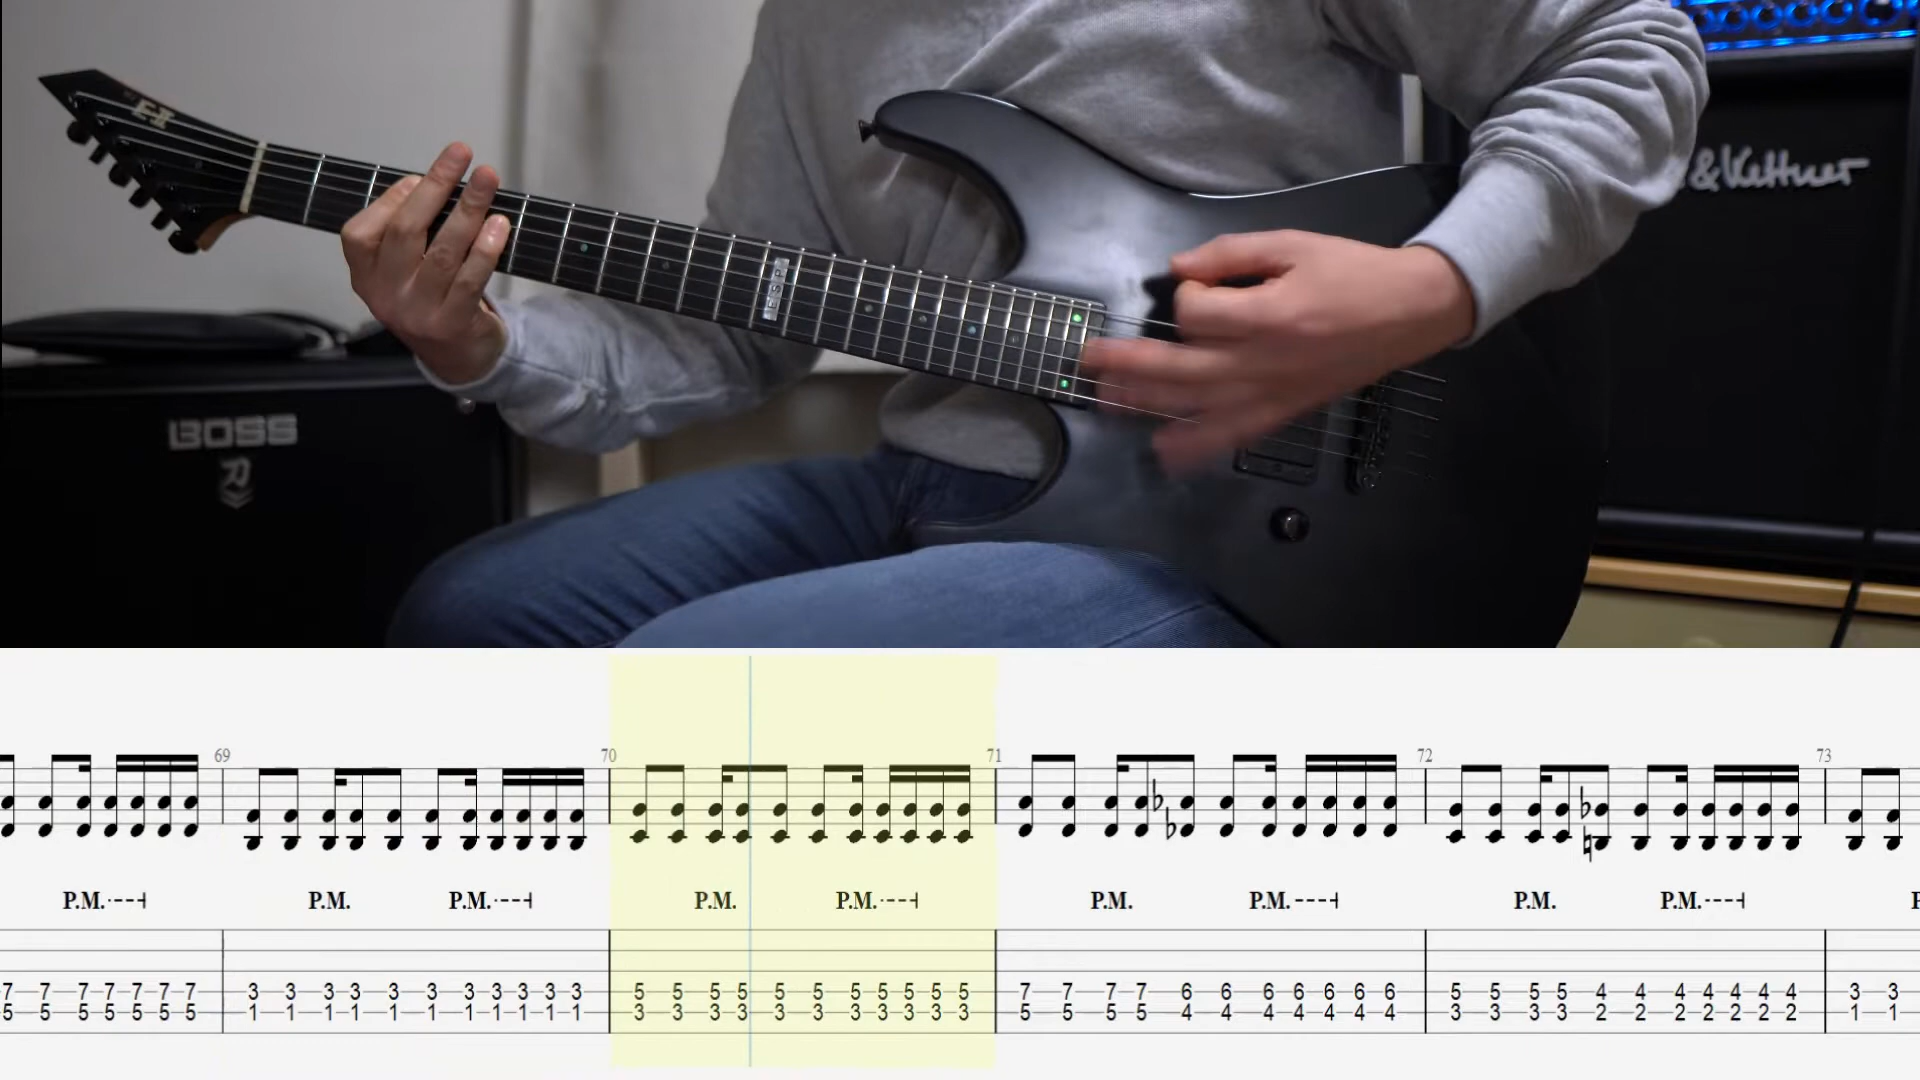 E-II
ESP
&Kettner
BOSS
69 70 71 72 73
P.M.---┤ P.M. P.M.---┤ P.M. P.M.---┤ P.M. P.M.----┤ P.M. P.M.----┤ P
7 7 7 7 7 7 7 3 3 3 3 3 3 3 3 3 3 3 5 5 5 5 5 5 5 5 5 5 5 7 7 7 7 6 6 6 6 6 6 6 5 5 5 5 4 4 4 4 4 4 4 3 3
5 5 5 5 5 5 5 1 1 1 1 1 1 1 1 1 1 1 3 3 3 3 3 3 3 3 3 3 3 5 5 5 5 4 4 4 4 4 4 4 3 3 3 3 2 2 2 2 2 2 2 1 1